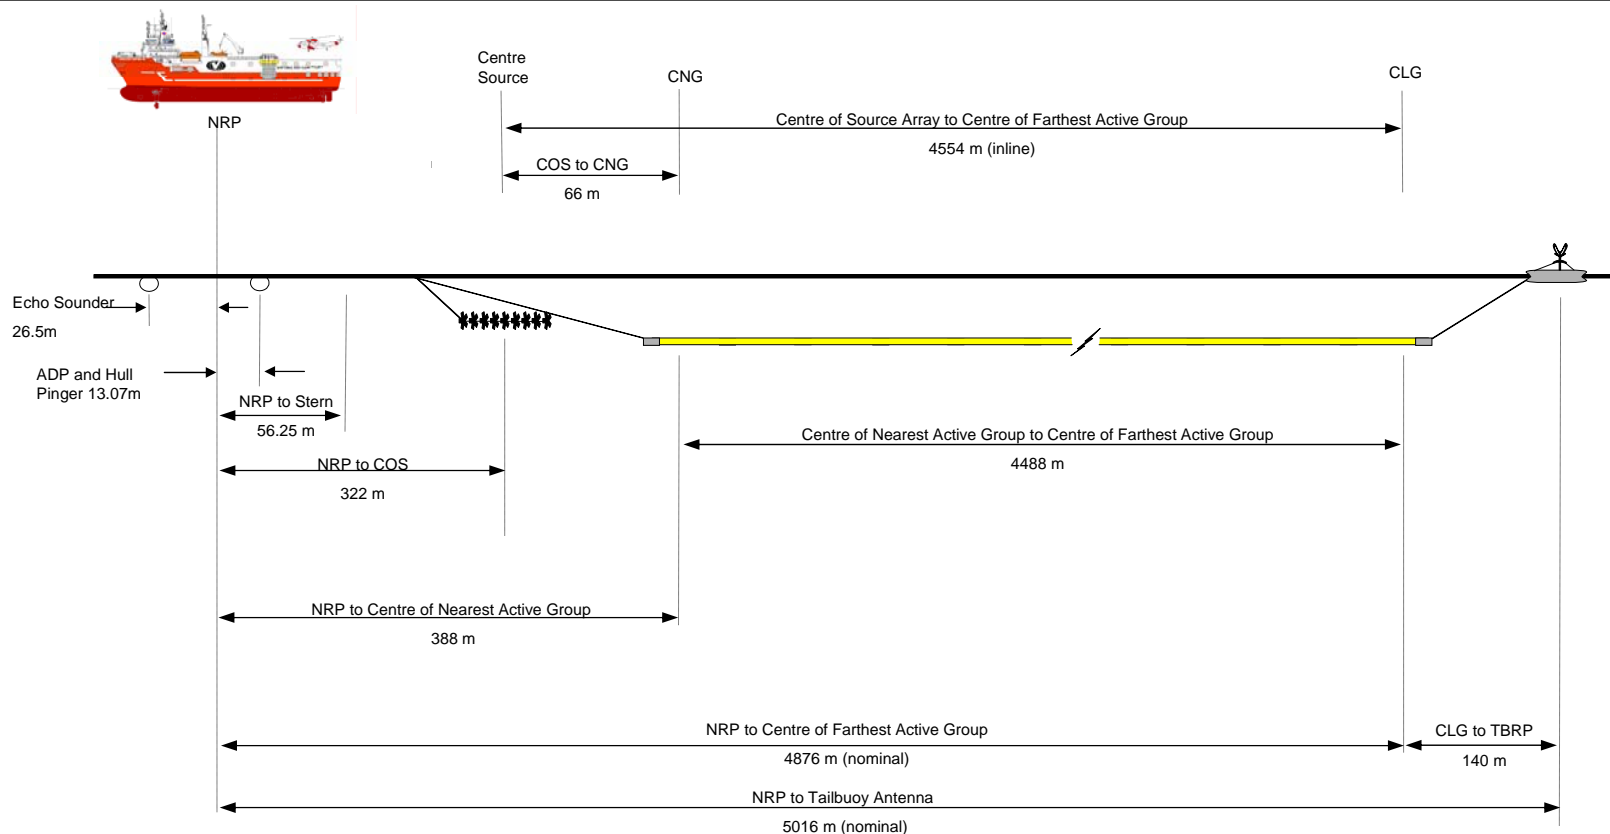 Centre
Source
CNG
CLG
NRP
Centre of Source Array to Centre of Farthest Active Group
4554 m (inline)
COS to CNG
66 m
Echo Sounder
26.5m
ADP and Hull
Pinger 13.07m
NRP to Stern
56.25 m
Centre of Nearest Active Group to Centre of Farthest Active Group
4488 m
NRP to COS
322 m
NRP to Centre of Nearest Active Group
388 m
NRP to Centre of Farthest Active Group
4876 m (nominal)
CLG to TBRP
140 m
NRP to Tailbuoy Antenna
5016 m (nominal)